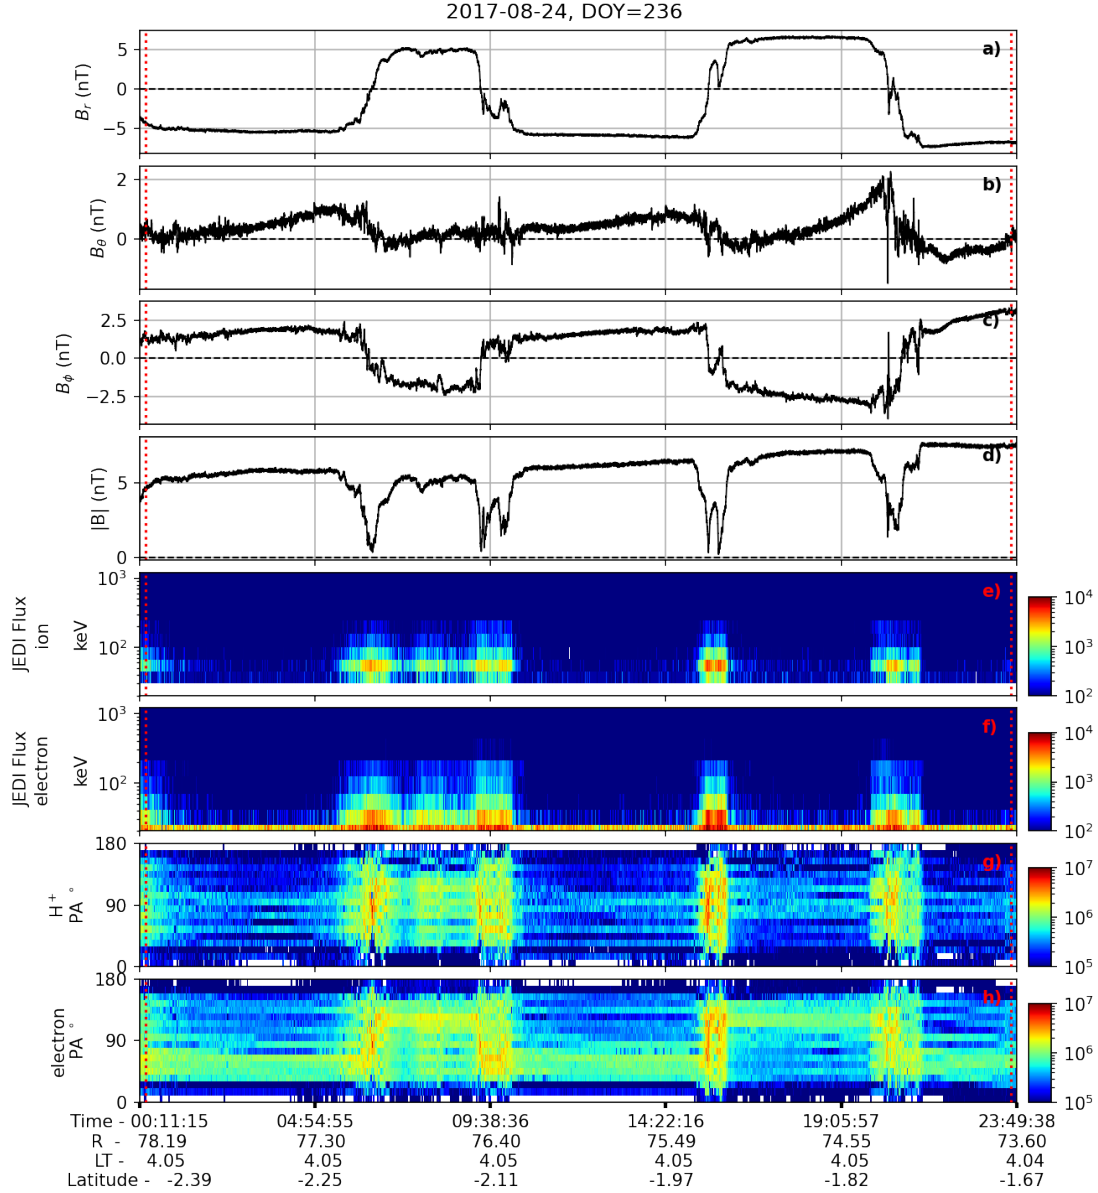 2017-08-24, DOY=236
a)
5
0
−5
B_r (nT)
b)
2
0
B_θ (nT)
c)
2.5
0.0
−2.5
B_ϕ (nT)
d)
5
0
|B| (nT)
e)
10^3
10^2
JEDI Flux
ion
keV
10^4
10^3
10^2
f)
10^3
10^2
JEDI Flux
electron
keV
10^4
10^3
10^2
g)
180
90
0
H^+
PA°
10^7
10^6
10^5
h)
180
90
0
electron
PA°
10^7
10^6
10^5
Time - 00:11:15 04:54:55 09:38:36 14:22:16 19:05:57 23:49:38
R - 78.19 77.30 76.40 75.49 74.55 73.60
LT - 4.05 4.05 4.05 4.05 4.05 4.04
Latitude - -2.39 -2.25 -2.11 -1.97 -1.82 -1.67